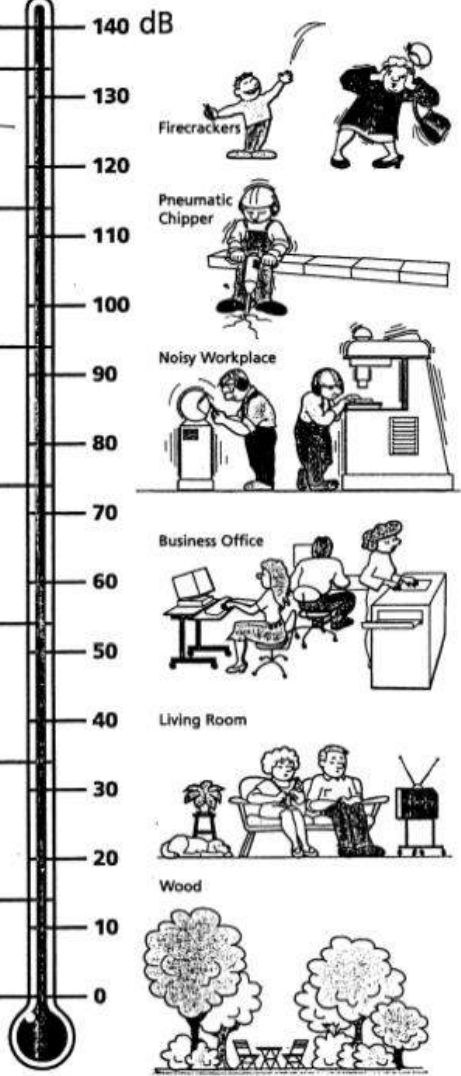 140 dB
130
Firecrackers
120
Pneumatic
Chipper
110
100
Noisy Workplace
90
80
70
Business Office
60
50
40
Living Room
30
20
Wood
10
0